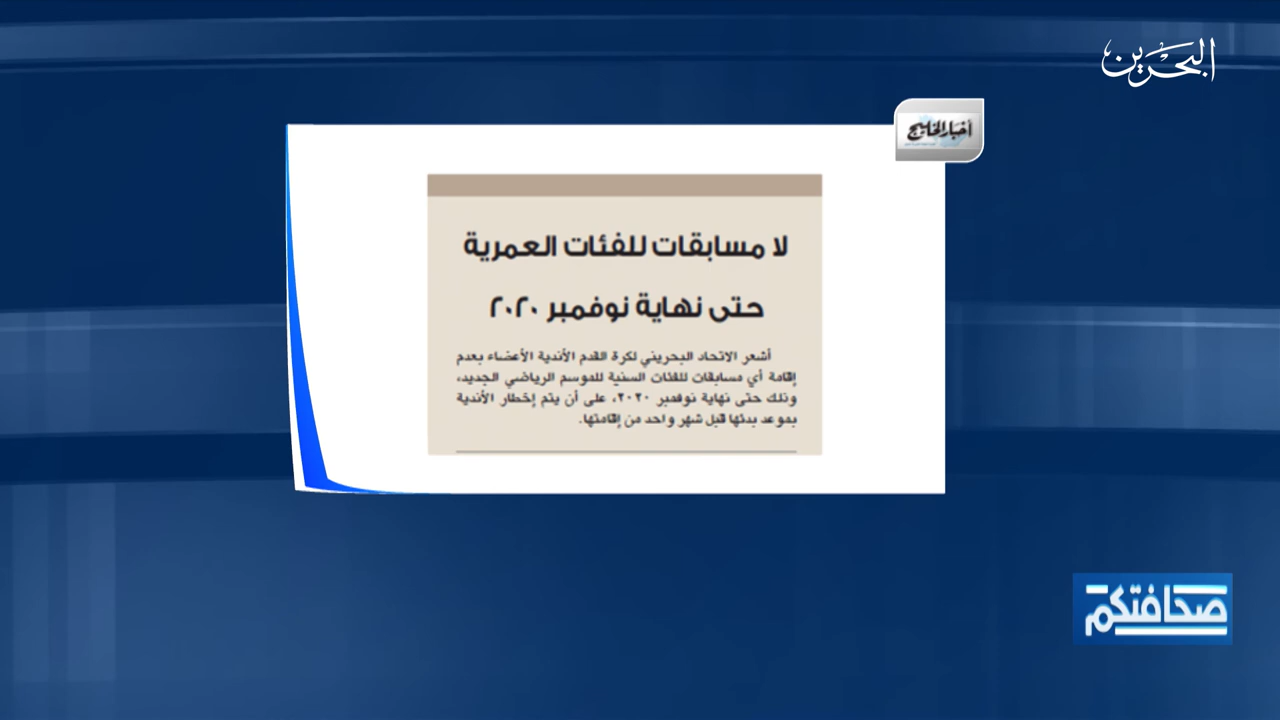 البحرين
أخبار الخليج
لا مسابقات للفئات العمرية
حتى نهاية نوفمبر ٢٠٢٠
أشعر الاتحاد البحريني لكرة القدم الأندية الأعضاء بعدم
إقامة أي مسابقات للفئات السنية للموسم الرياضي الجديد،
وذلك حتى نهاية نوفمبر ٢٠٢٠، على أن يتم إخطار الأندية
بموعد بدئها قبل شهر واحد من إقامتها.
صحافتكم